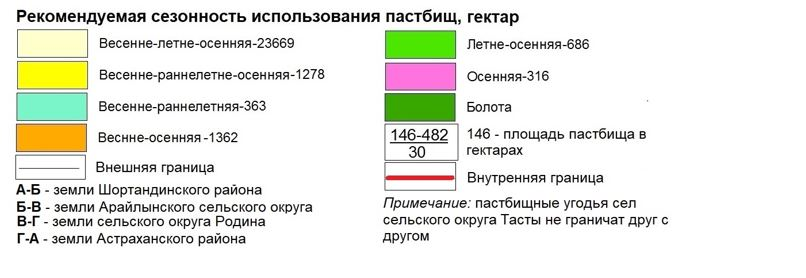 Рекомендуемая сезонность использования пастбищ, гектар
Весенне-летне-осенняя-23669
Весенне-раннелетне-осенняя-1278
Весенне-раннелетняя-363
Веснне-осенняя -1362
Внешняя граница
А-Б - земли Шортандинского района
Б-В - земли Арайлынского сельского округа
В-Г - земли сельского округа Родина
Г-А - земли Астраханского района
Летне-осенняя-686
Осенняя-316
Болота
146-482
30
146 - площадь пастбища в
гектарах
Внутренняя граница
Примечание: пастбищные угодья сел
сельского округа Тасты не граничат друг с
другом